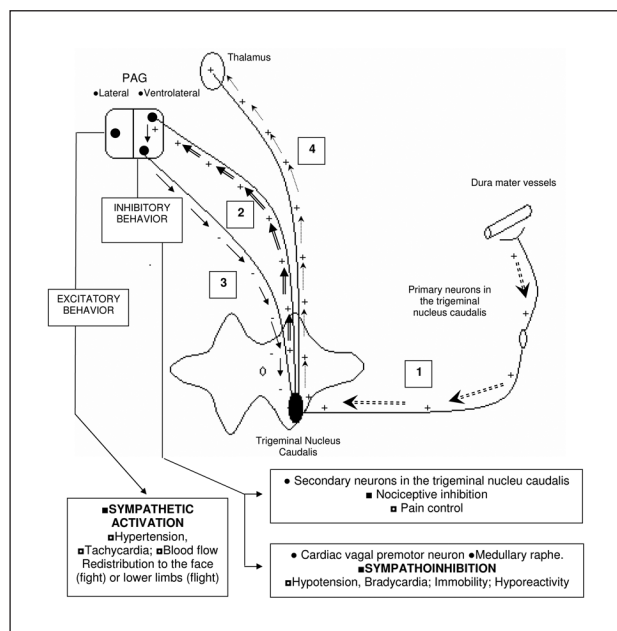 Thalamus
PAG
●Lateral ●Ventrolateral
4
Dura mater vessels
INHIBITORY
BEHAVIOR
2
Primary neurons in
the trigeminal
nucleus caudalis
3
EXCITATORY
BEHAVIOR
1
Trigeminal Nucleus
Caudalis
● Secondary neurons in the trigeminal nucleu caudalis
■ Nociceptive inhibition
◘ Pain control
■SYMPATHETIC
ACTIVATION
◘Hypertension,
◘Tachycardia; ◘Blood flow
Redistribution to the face
(fight) or lower limbs (flight)
● Cardiac vagal premotor neuron ●Medullary raphe.
■SYMPATHOINHIBITION
◘Hypotension, Bradycardia; Immobility; Hyporeactivity